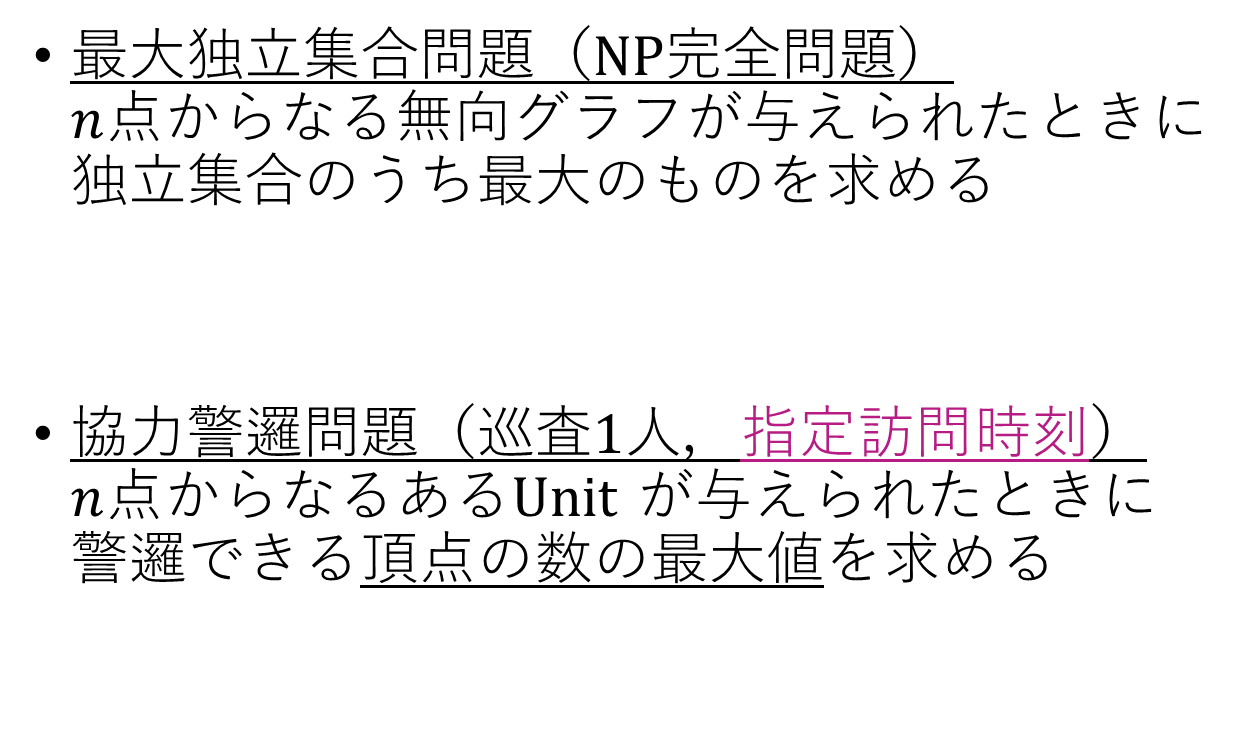 • 最大独立集合問題（NP完全問題）
n点からなる無向グラフが与えられたときに
独立集合のうち最大のものを求める
• 協力警邏問題（巡査1人, 指定訪問時刻）
n点からなるあるUnit が与えられたときに
警邏できる頂点の数の最大値を求める